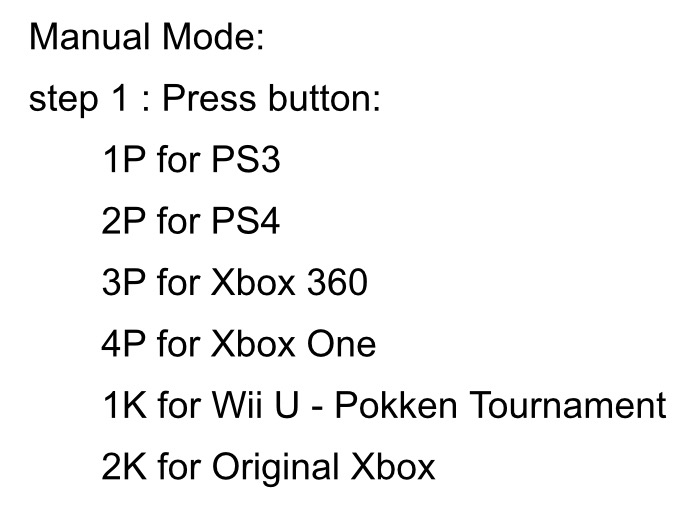 Manual Mode:
step 1 : Press button:
1P for PS3
2P for PS4
3P for Xbox 360
4P for Xbox One
1K for Wii U - Pokken Tournament
2K for Original Xbox